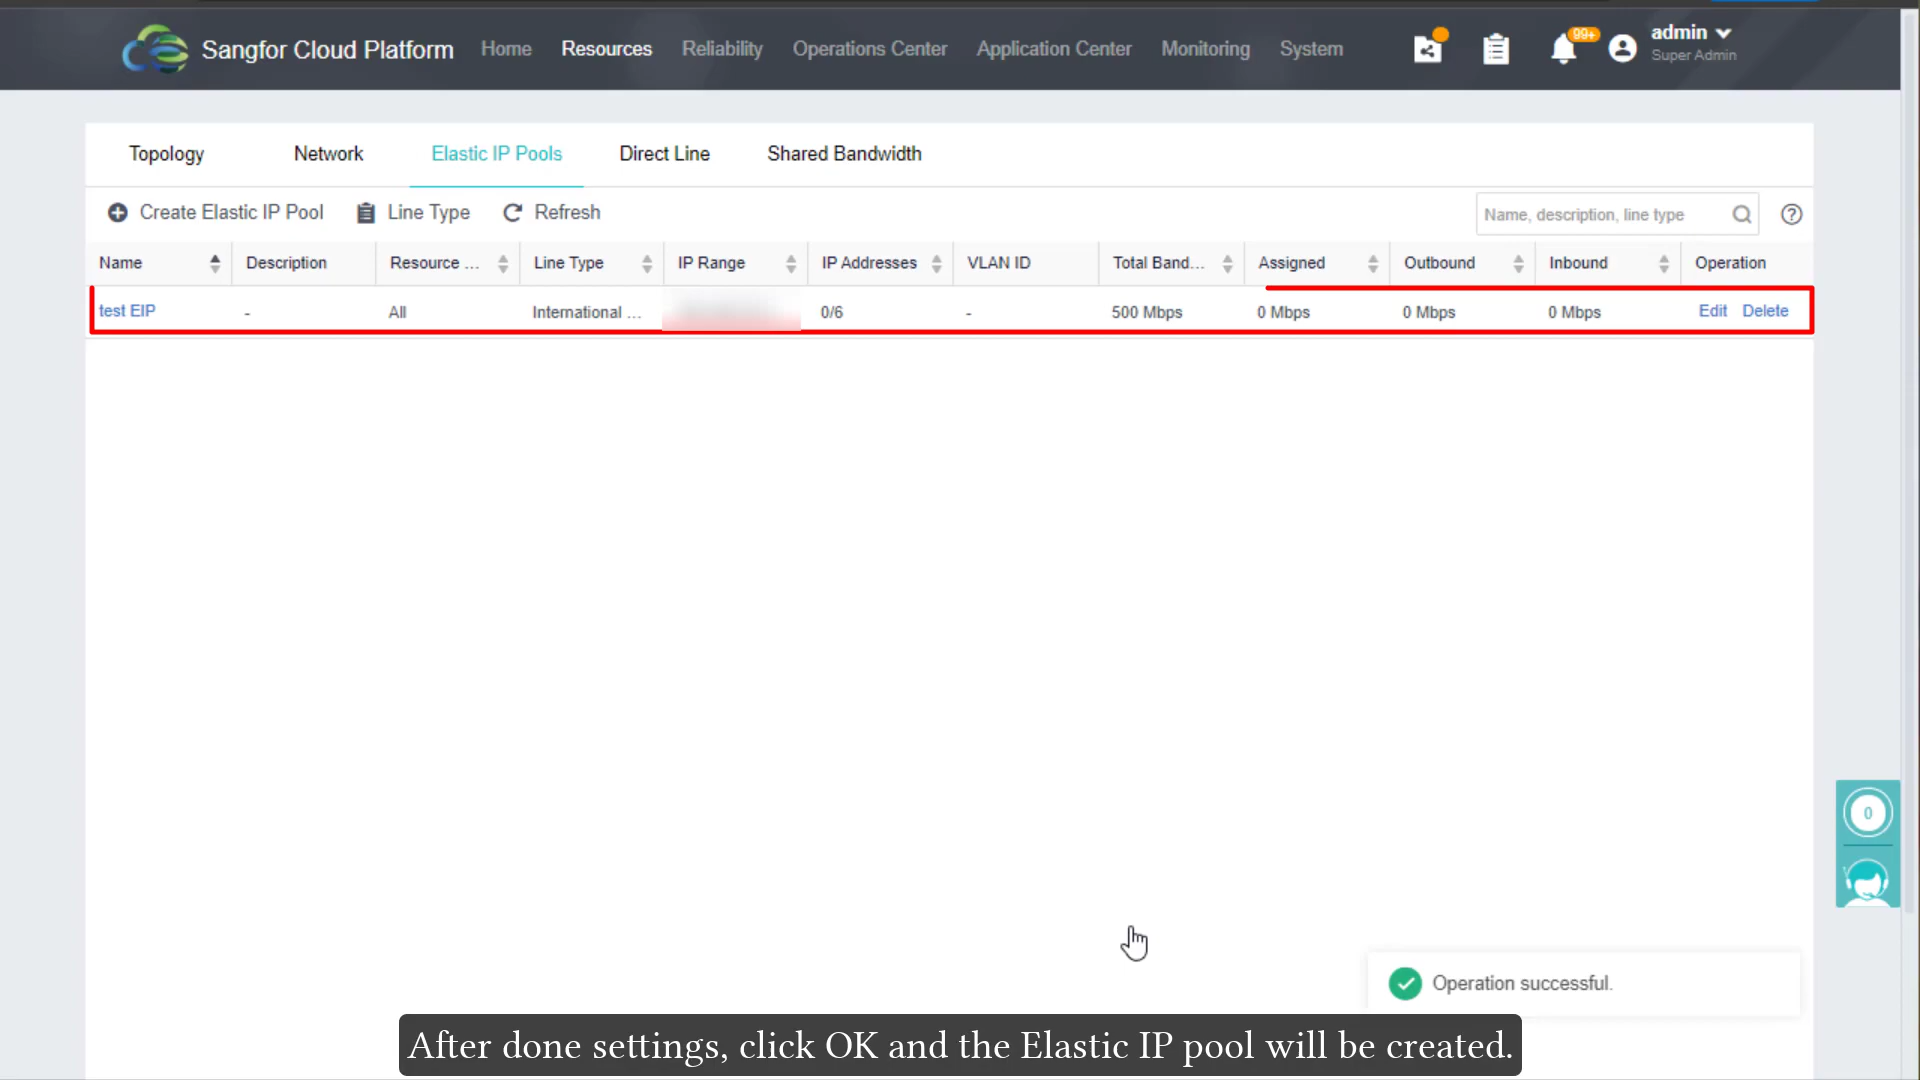 Sangfor Cloud Platform Home Resources Reliability Operations Center Application Center Monitoring System 99+ admin
Super Admin
Topology Network Elastic IP Pools Direct Line Shared Bandwidth
Create Elastic IP Pool Line Type Refresh Name, description, line type
Name Description Resource ... Line Type IP Range IP Addresses VLAN ID Total Band... Assigned Outbound Inbound Operation
test EIP - All International ... 0/6 - 500 Mbps 0 Mbps 0 Mbps 0 Mbps Edit Delete
0
Operation successful.
After done settings, click OK and the Elastic IP pool will be created.